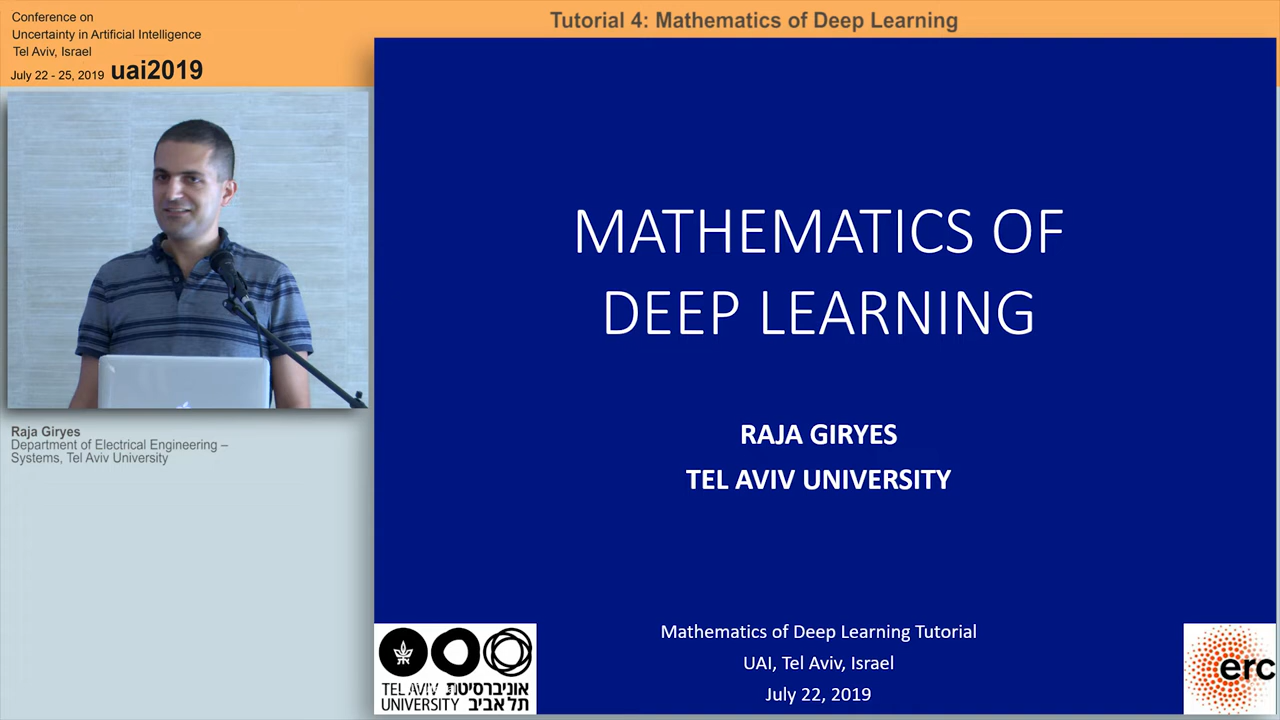 Conference on
Uncertainty in Artificial Intelligence
Tel Aviv, Israel
July 22 - 25, 2019 uai2019
Tutorial 4: Mathematics of Deep Learning
Raja Giryes
Department of Electrical Engineering –
Systems, Tel Aviv University
MATHEMATICS OF
DEEP LEARNING
RAJA GIRYES
TEL AVIV UNIVERSITY
Mathematics of Deep Learning Tutorial
UAI, Tel Aviv, Israel
July 22, 2019
TEL AVIV אוניברסיטת
UNIVERSITY תל אביב
erc